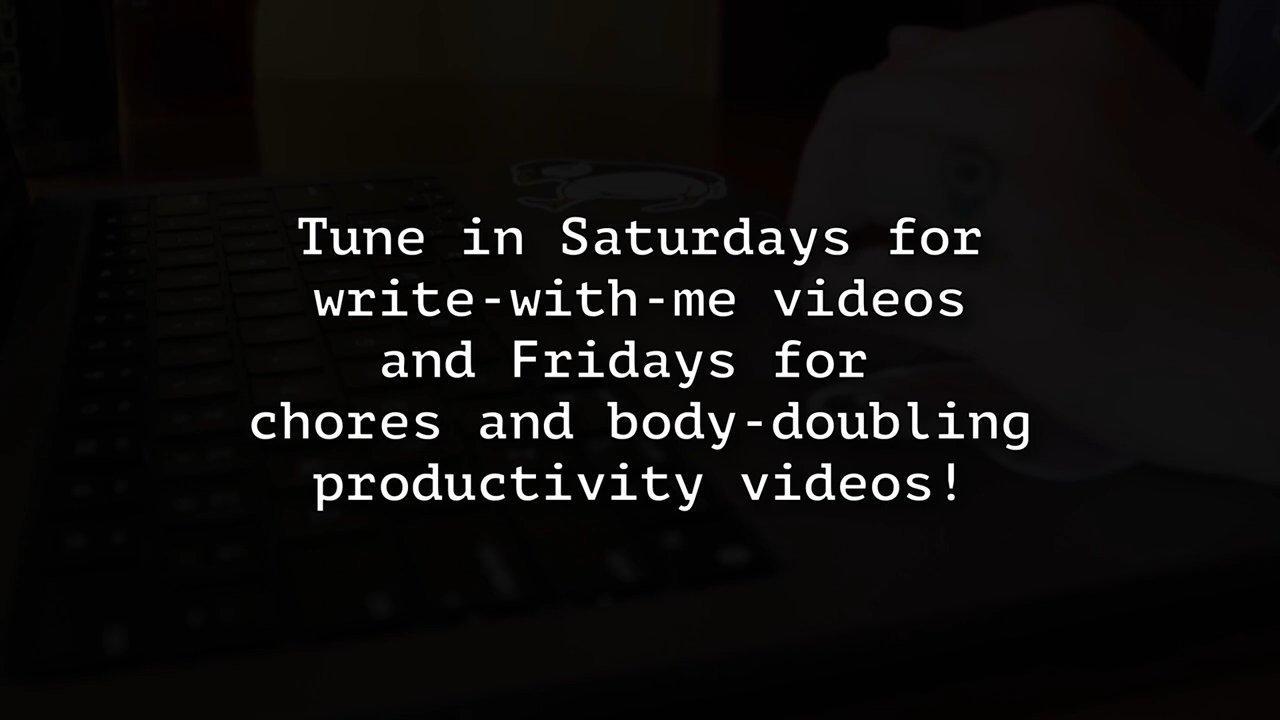 Tune in Saturdays for
write-with-me videos
and Fridays for
chores and body-doubling
productivity videos!